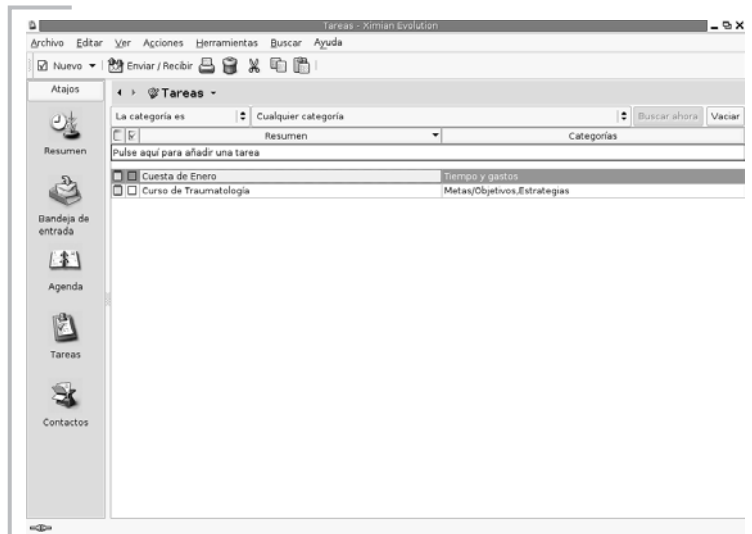 Tareas - Ximian Evolution
Archivo Editar Ver Acciones Herramientas Buscar Ayuda
Nuevo Enviar / Recibir
Atajos
Tareas
La categoría es Cualquier categoría Buscar ahora Vaciar
Resumen Categorías
Pulse aquí para añadir una tarea
Cuesta de Enero Tiempo y gastos
Curso de Traumatología Metas/Objetivos,Estrategias
Resumen
Bandeja de
entrada
Agenda
Tareas
Contactos